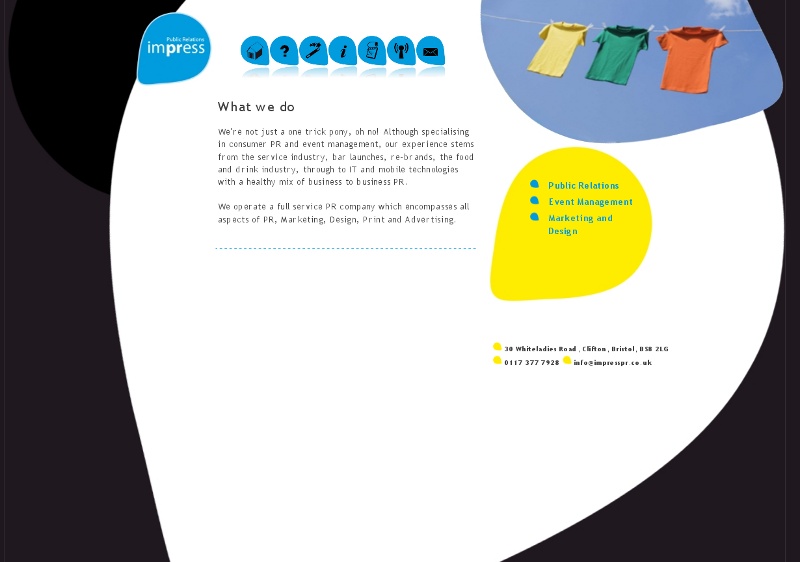 Public Relations
impress
What we do
We're not just a one trick pony, oh no! Although specialising
in consumer PR and event management, our experience stems
from the service industry, bar launches, re-brands, the food
and drink industry, through to IT and mobile technologies
with a healthy mix of business to business PR.
We operate a full service PR company which encompasses all
aspects of PR, Marketing, Design, Print and Advertising.
Public Relations
Event Management
Marketing and
Design
30 Whiteladies Road, Clifton, Bristol, BS8 2LG
0117 377 7928 info@impresspr.co.uk